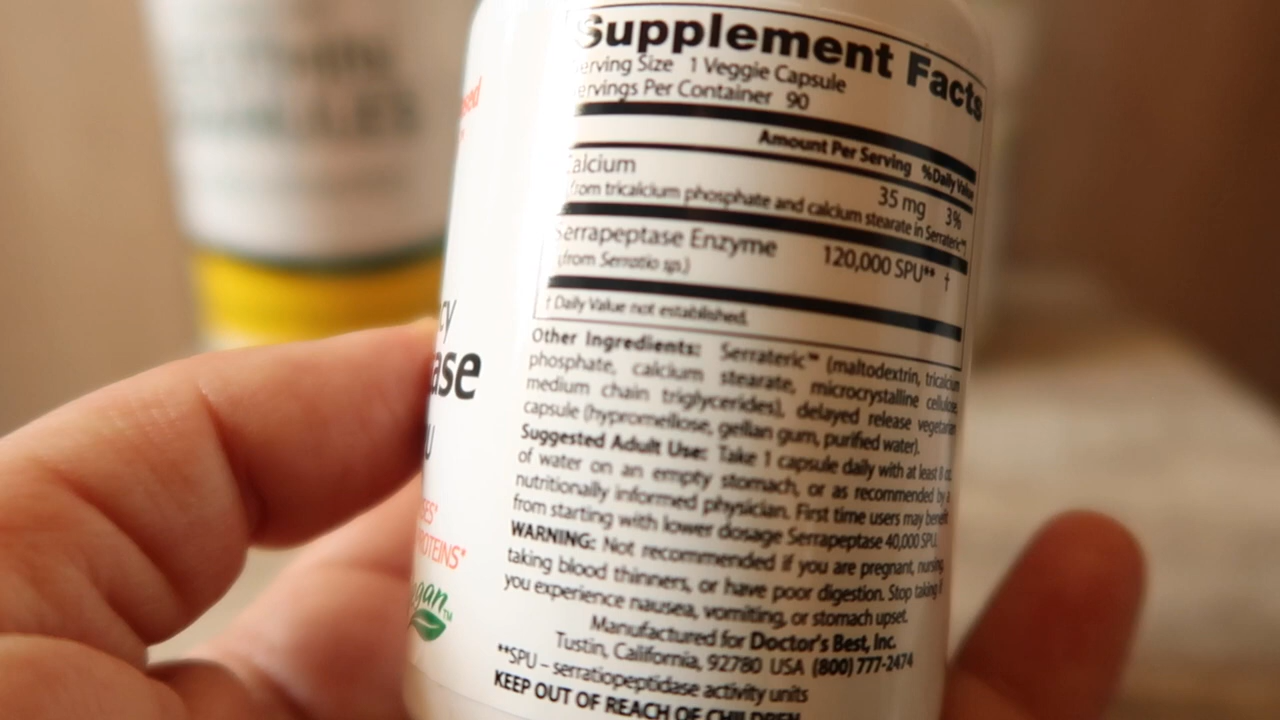 Supplement Facts
erving Size 1 Veggie Capsule
ervings Per Container 90
Amount Per Serving %Daily Value
alcium 35 mg 3%
from tricalcium phosphate and calcium stearate in Serrateric™)
Serrapeptase Enzyme 120,000 SPU** †
(from Serratia sp.)
† Daily Value not established.
Other Ingredients: Serrateric™ (maltodextrin, tricalcium
phosphate, calcium stearate, microcrystalline cellulose,
medium chain triglycerides), delayed release vegetarian
capsule (hypromellose, gellan gum, purified water).
Suggested Adult Use: Take 1 capsule daily with at least 8 oz.
of water on an empty stomach, or as recommended by a
nutritionally informed physician. First time users may benefit
from starting with lower dosage Serrapeptase 40,000 SPU.
WARNING: Not recommended if you are pregnant, nursing,
taking blood thinners, or have poor digestion. Stop taking if
you experience nausea, vomiting, or stomach upset.
Manufactured for Doctor's Best, Inc.
Tustin, California, 92780 USA (800) 777-2474
**SPU – serratiopeptidase activity units
KEEP OUT OF REACH OF CHILDREN
cy
ase
U
SES*
PROTEINS*
gan™